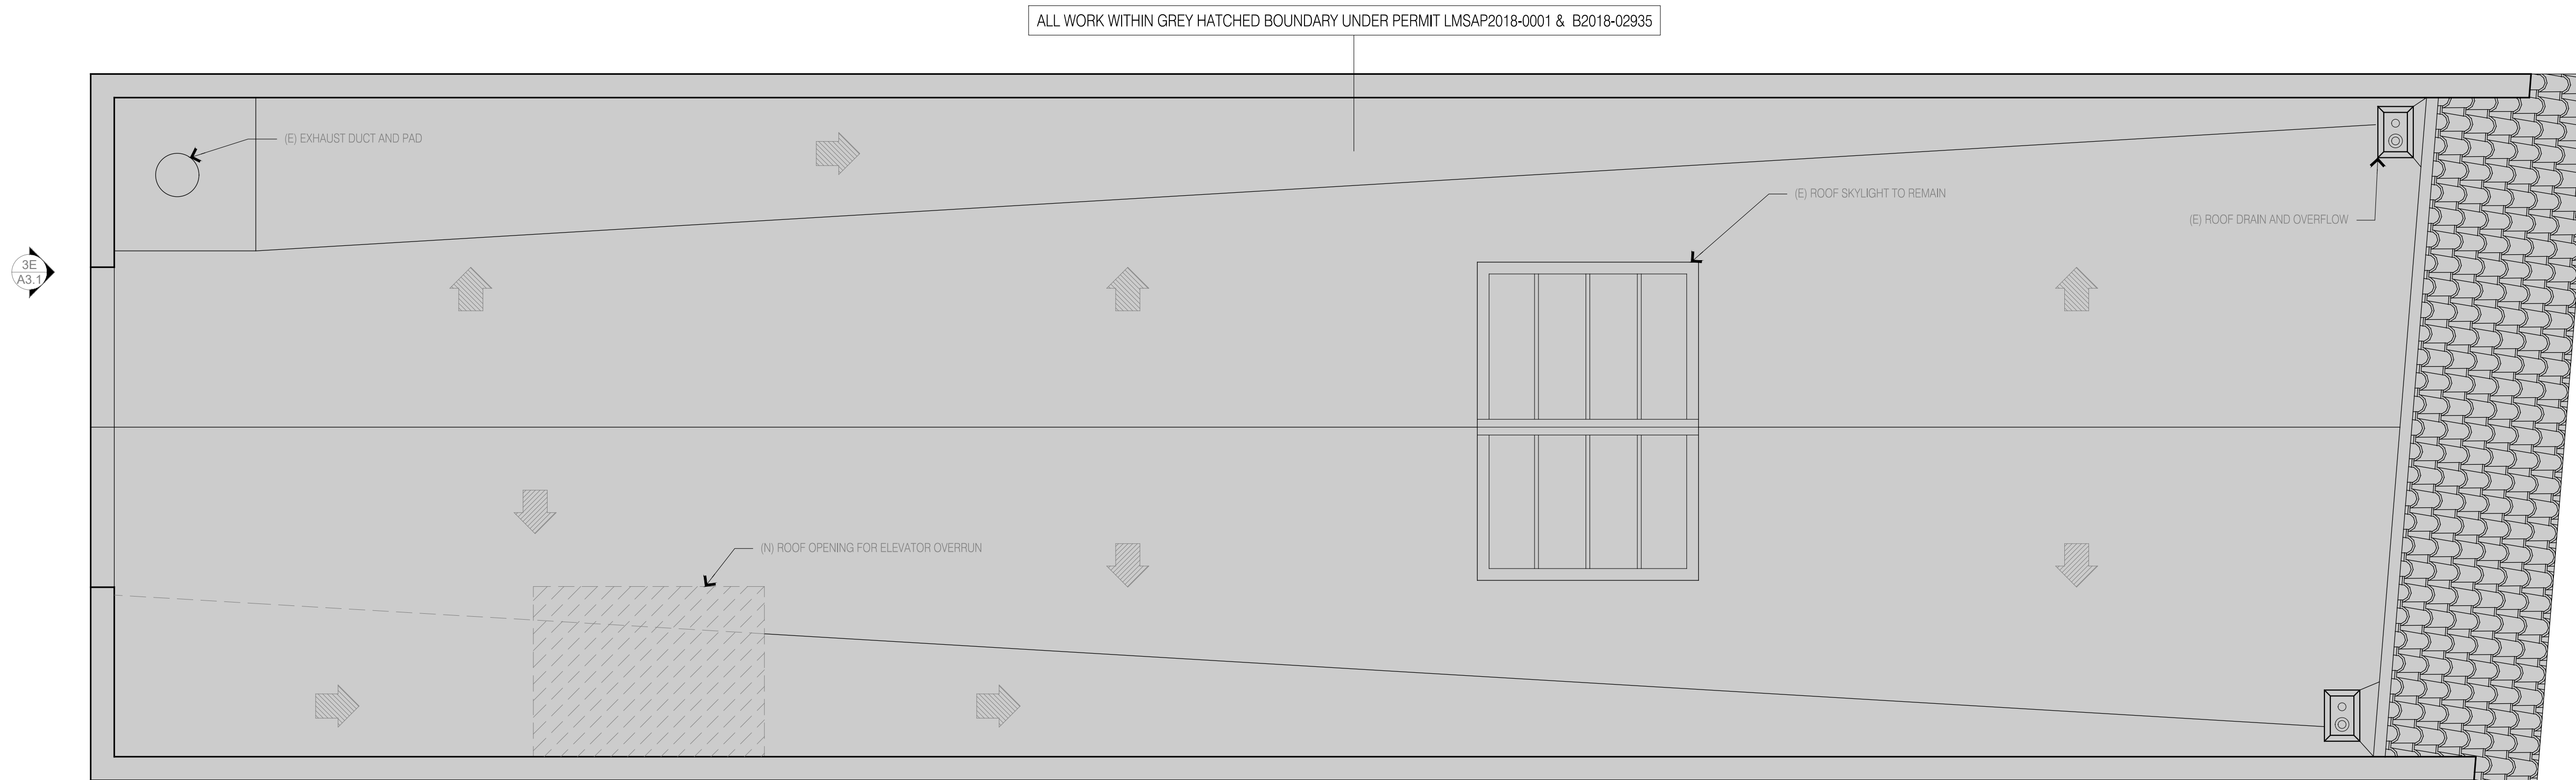 ALL WORK WITHIN GREY HATCHED BOUNDARY UNDER PERMIT LMSAP2018-0001 & B2018-02935
(E) EXHAUST DUCT AND PAD
(E) ROOF SKYLIGHT TO REMAIN
(E) ROOF DRAIN AND OVERFLOW
3E
A3.1
(N) ROOF OPENING FOR ELEVATOR OVERRUN